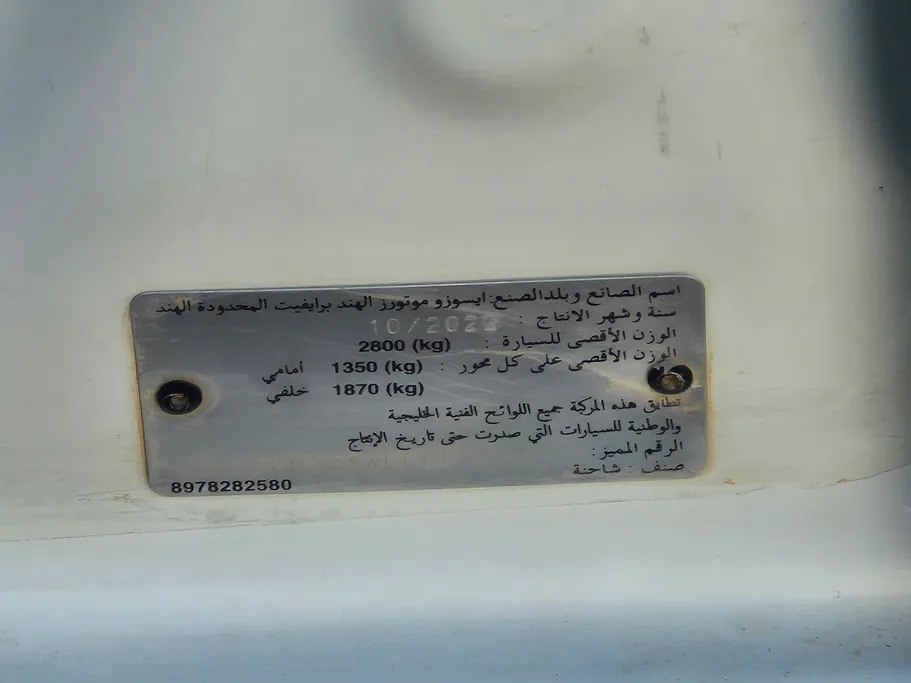 اسم الصانع وبلدالصنع: ايسوزو موتورز الهند برايفيت المحدودة الهند
سنة وشهر الانتاج :
الوزن الأقصى للسيارة : 2800 (kg)
الوزن الأقصى على كل محور : 1350 (kg) أمامي
1870 (kg) خلفي
تطابق هذه المركبة جميع اللوائح الفنية الخليجية
والوطنية للسيارات التي صدرت حتى تاريخ الإنتاج
الرقم المميز:
صنف : شاحنة
8978282580